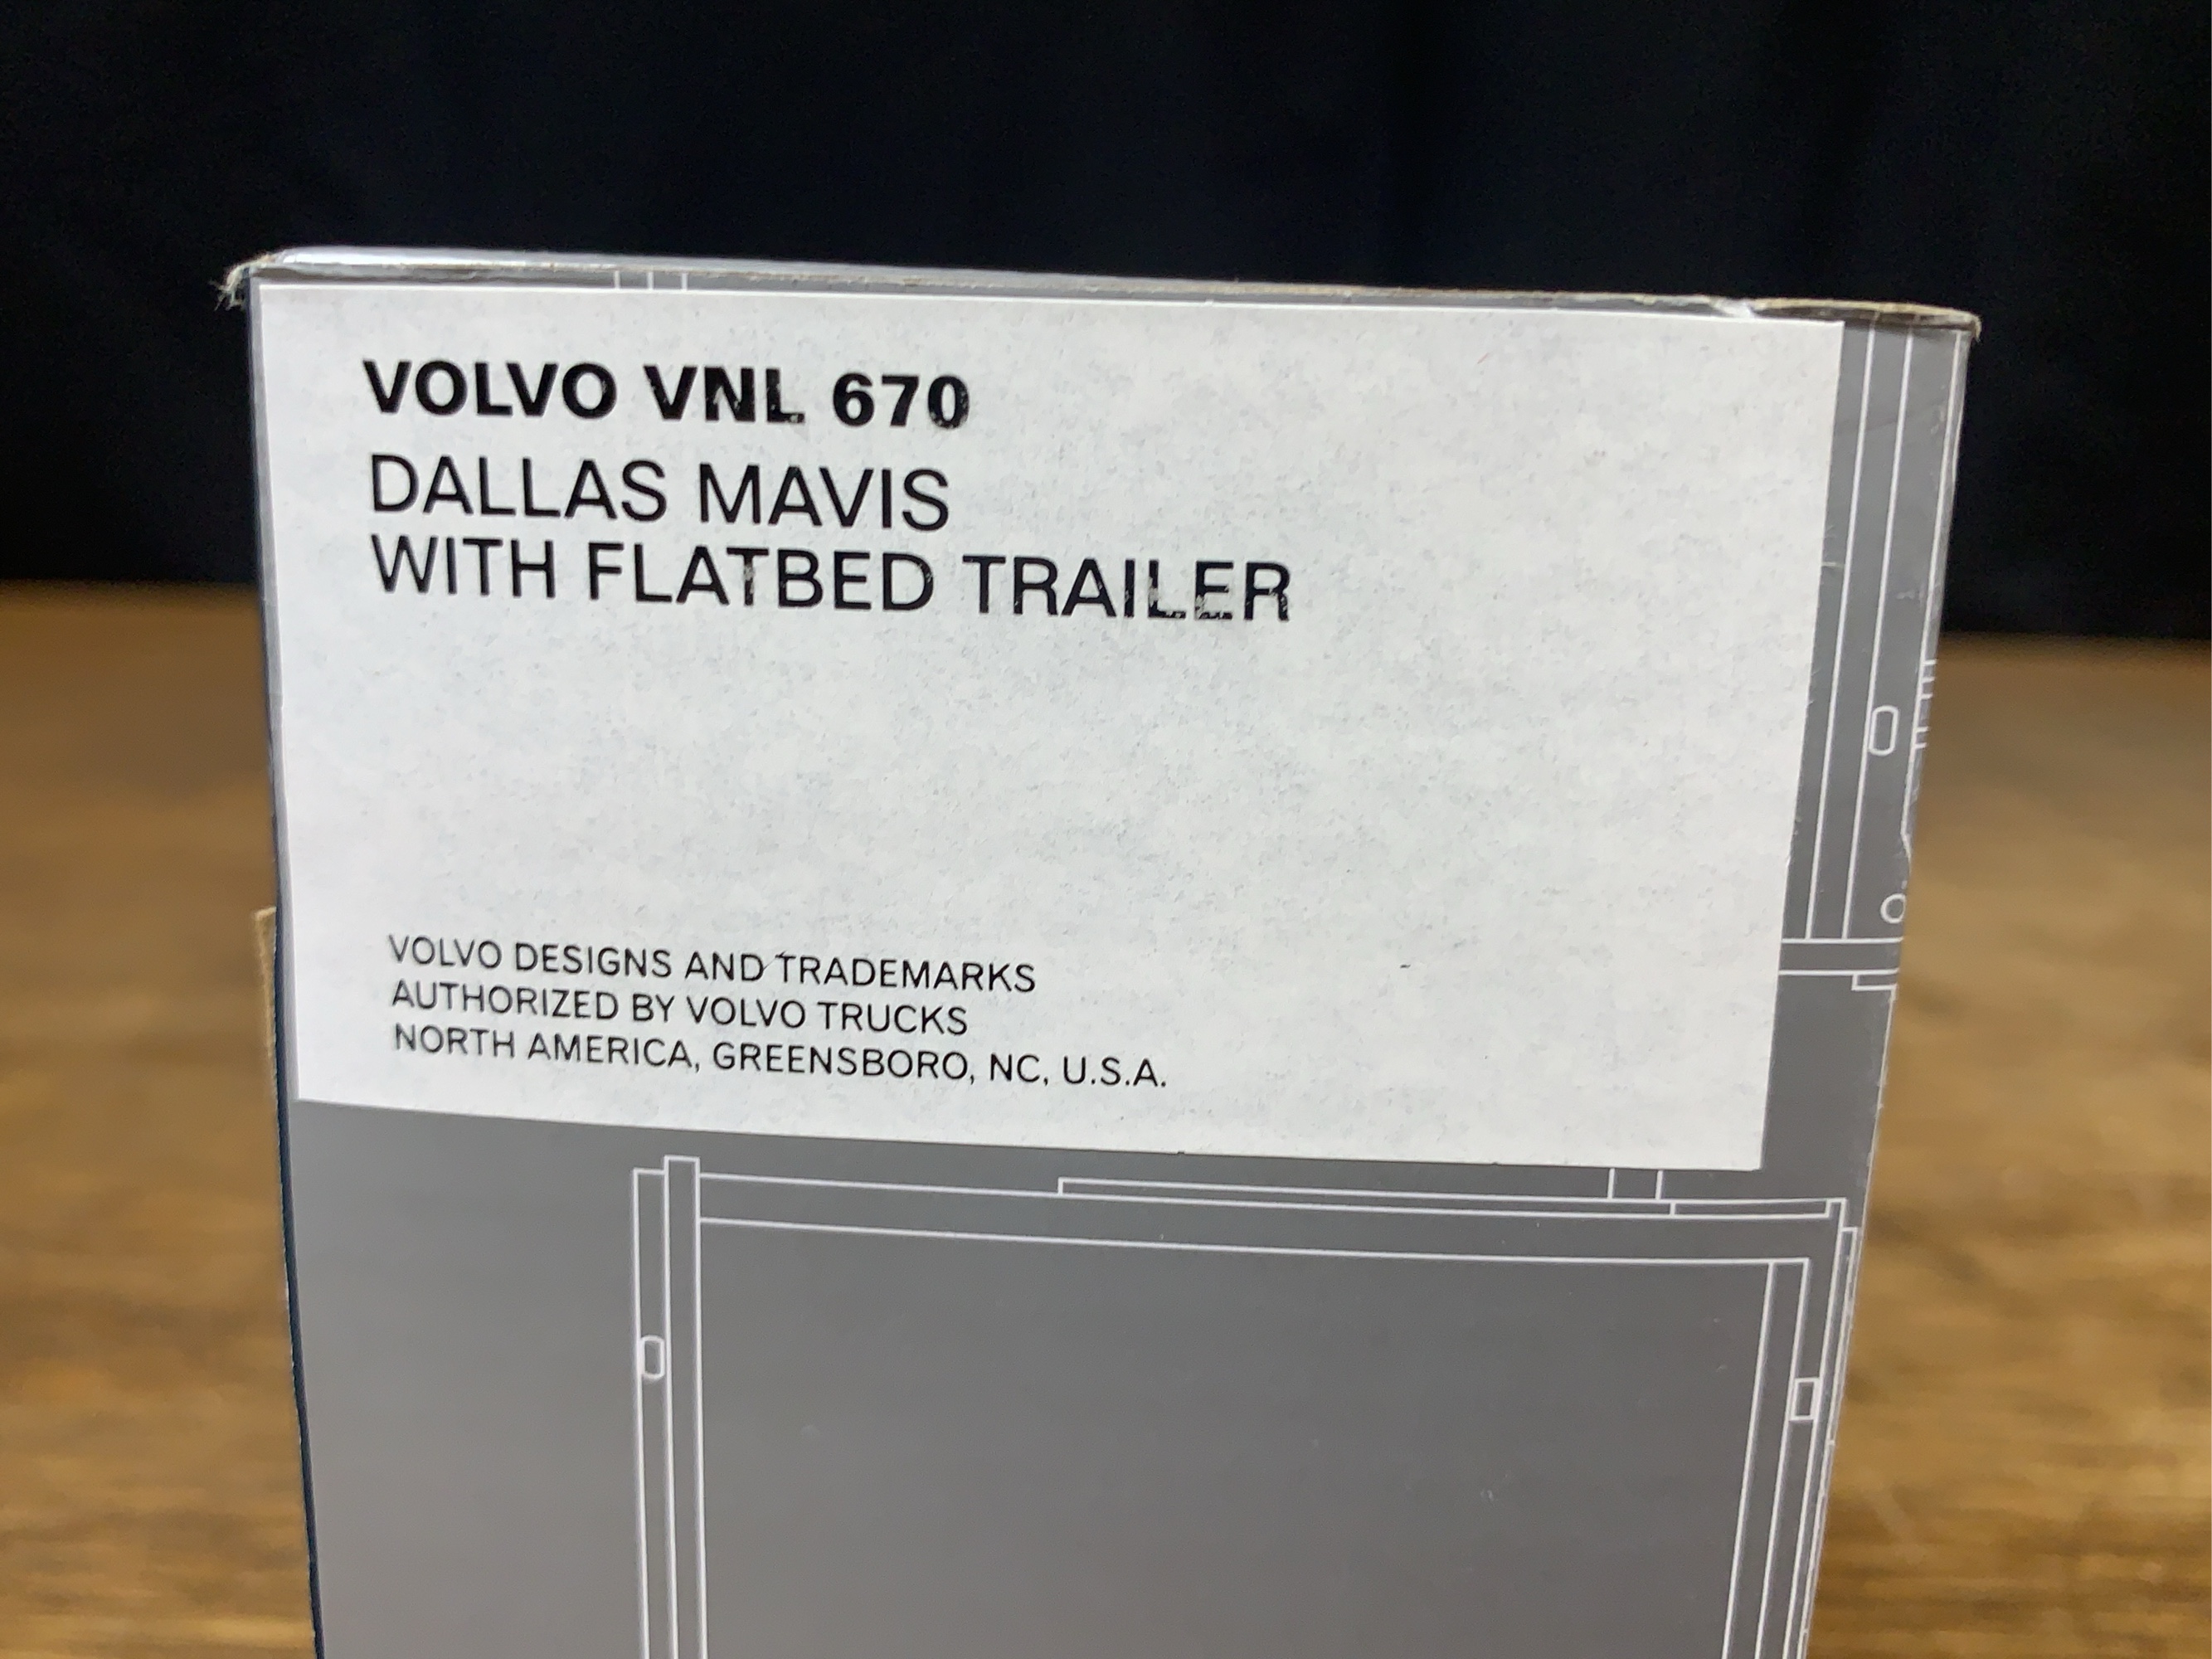 VOLVO VNL 670
DALLAS MAVIS
WITH FLATBED TRAILER
VOLVO DESIGNS AND TRADEMARKS
AUTHORIZED BY VOLVO TRUCKS
NORTH AMERICA, GREENSBORO, NC, U.S.A.